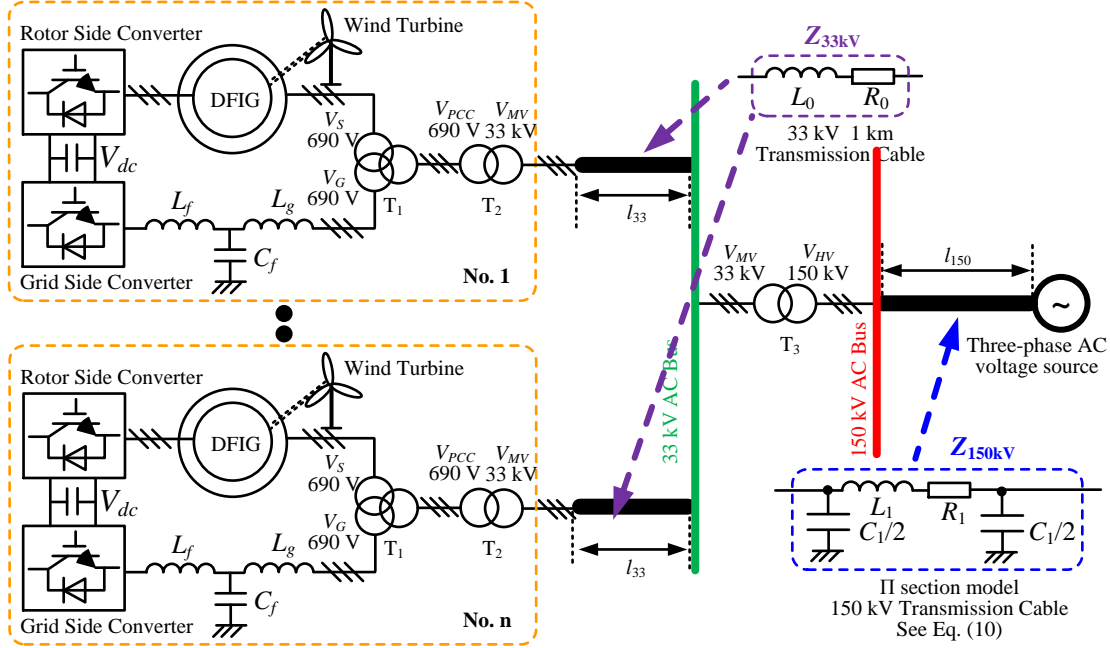 Rotor Side Converter
Wind Turbine
DFIG
V_S
690 V
V_PCC
690 V
V_MV
33 kV
V_dc
V_G
690 V
T_1
T_2
L_f
L_g
C_f
Grid Side Converter
No. 1
l_33
Z_33kV
L_0
R_0
33 kV 1 km
Transmission Cable
V_MV
33 kV
V_HV
150 kV
T_3
l_150
~
Three-phase AC
voltage source
33 kV AC Bus
150 kV AC Bus
Rotor Side Converter
Wind Turbine
DFIG
V_S
690 V
V_PCC
690 V
V_MV
33 kV
V_dc
V_G
690 V
T_1
T_2
L_f
L_g
C_f
Grid Side Converter
No. n
l_33
Z_150kV
L_1
R_1
C_1/2
C_1/2
Π section model
150 kV Transmission Cable
See Eq. (10)